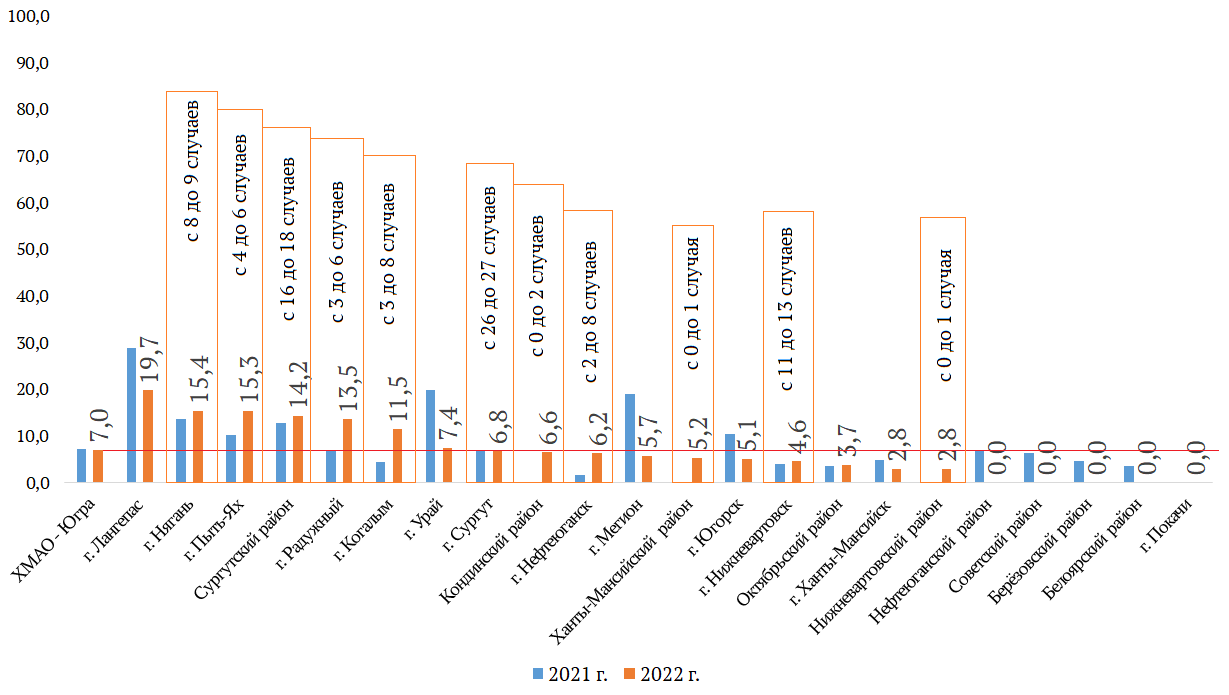 100,0
90,0
80,0
70,0
60,0
50,0
40,0
30,0
20,0
10,0
0,0
с 8 до 9 случаев
с 4 до 6 случаев
с 16 до 18 случаев
с 3 до 6 случаев
с 3 до 8 случаев
с 26 до 27 случаев
с 0 до 2 случаев
с 2 до 8 случаев
с 0 до 1 случая
с 11 до 13 случаев
с 0 до 1 случая
7,0
19,7
15,4
15,3
14,2
13,5
11,5
7,4
6,8
6,6
6,2
5,7
5,2
5,1
4,6
3,7
2,8
2,8
0,0
0,0
0,0
0,0
0,0
ХМАО- Югра
г. Лангепас
г. Нягань
г. Пыть-Ях
Сургутский район
г. Радужный
г. Когалым
г. Урай
г. Сургут
Кондинский район
г. Нефтеюганск
г. Мегион
Ханты-Мансийский район
г. Югорск
г. Нижневартовск
Октябрьский район
г. Ханты-Мансийск
Нижневартовский район
Нефтеюганский район
Советский район
Берёзовский район
Белоярский район
г. Покачи
2021 г.
2022 г.